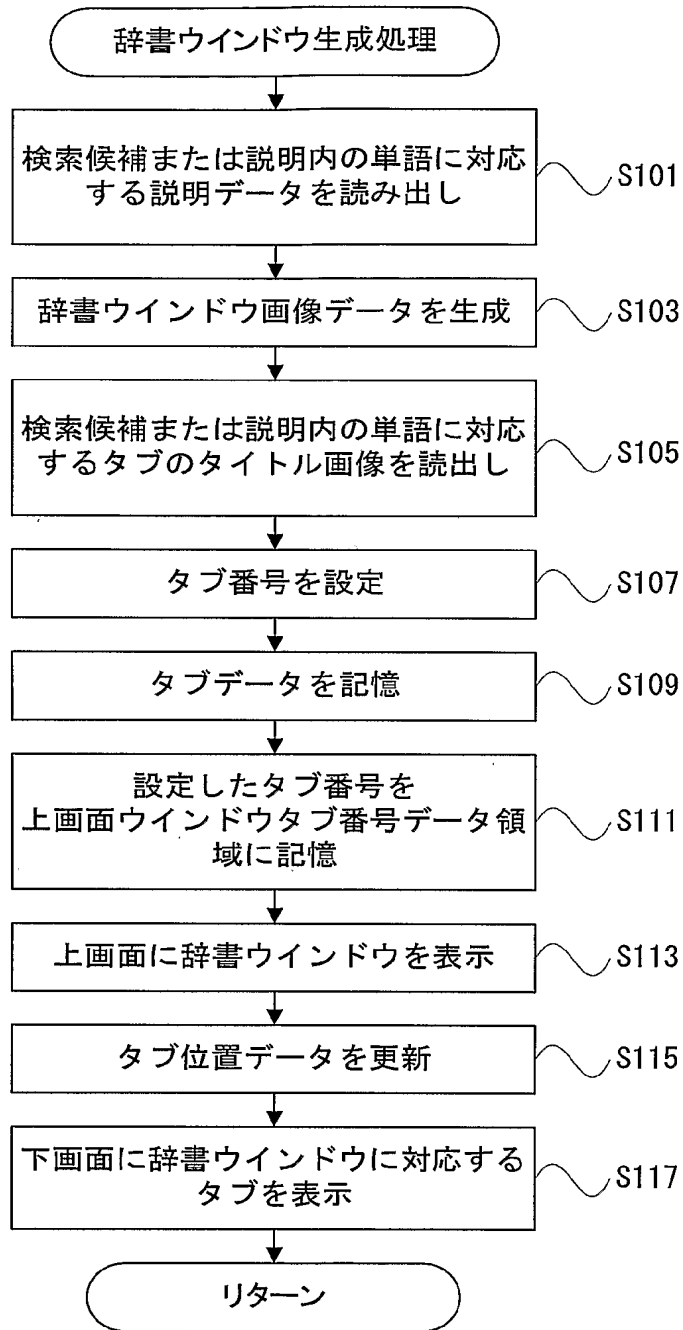 辞書ウインドウ生成処理
検索候補または説明内の単語に対応
する説明データを読み出し
S101
辞書ウインドウ画像データを生成
S103
検索候補または説明内の単語に対応
するタブのタイトル画像を読出し
S105
タブ番号を設定
S107
タブデータを記憶
S109
設定したタブ番号を
上画面ウインドウタブ番号データ領
域に記憶
S111
上画面に辞書ウインドウを表示
S113
タブ位置データを更新
S115
下画面に辞書ウインドウに対応する
タブを表示
S117
リターン